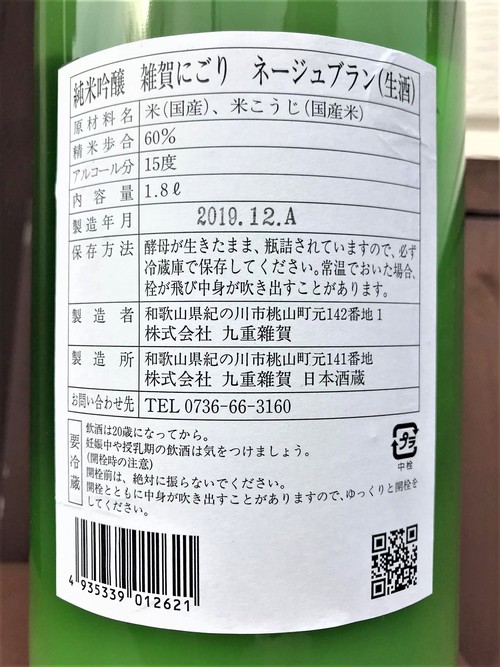 純米吟醸 雑賀にごり ネージュブラン(生酒)
原材料名 米(国産)、米こうじ(国産米)
精米歩合 60%
アルコール分 15度
内容量 1.8ℓ
製造年月 2019.12.A
保存方法 酵母が生きたまま、瓶詰されていますので、必ず
冷蔵庫で保存してください。常温でおいた場合、
栓が飛び中身が吹き出すことがあります。
製造者 和歌山県紀の川市桃山町元142番地1
株式会社 九重雜賀
製造所 和歌山県紀の川市桃山町元141番地
株式会社 九重雜賀 日本酒蔵
お問い合わせ先 TEL 0736-66-3160
要冷蔵
飲酒は20歳になってから。
妊娠中や授乳期の飲酒は気をつけましょう。
(開栓時の注意)
開栓前は、絶対に振らないでください。
開栓とともに中身が吹き出すことがありますので、ゆっくりと開栓を
してください。
プラ
中栓
4 935339 012621